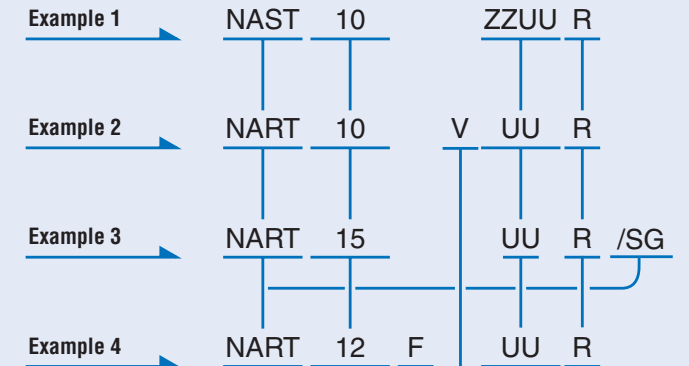 Example 1 NAST 10 ZZUU R
Example 2 NART 10 V UU R
Example 3 NART 15 UU R /SG
Example 4 NART 12 F UU R